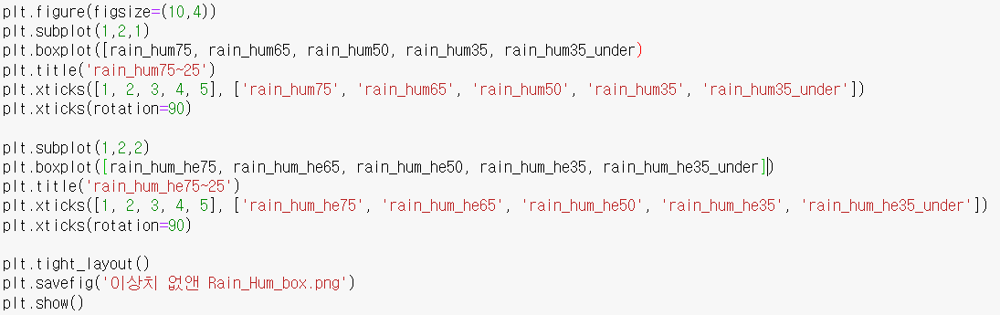 plt.figure(figsize=(10,4))
plt.subplot(1,2,1)
plt.boxplot([rain_hum75, rain_hum65, rain_hum50, rain_hum35, rain_hum35_under)
plt.title('rain_hum75~25')
plt.xticks([1, 2, 3, 4, 5], ['rain_hum75', 'rain_hum65', 'rain_hum50', 'rain_hum35', 'rain_hum35_under'])
plt.xticks(rotation=90)

plt.subplot(1,2,2)
plt.boxplot([rain_hum_he75, rain_hum_he65, rain_hum_he50, rain_hum_he35, rain_hum_he35_under])
plt.title('rain_hum_he75~25')
plt.xticks([1, 2, 3, 4, 5], ['rain_hum_he75', 'rain_hum_he65', 'rain_hum_he50', 'rain_hum_he35', 'rain_hum_he35_under'])
plt.xticks(rotation=90)

plt.tight_layout()
plt.savefig('이상치 없앤 Rain_Hum_box.png')
plt.show()